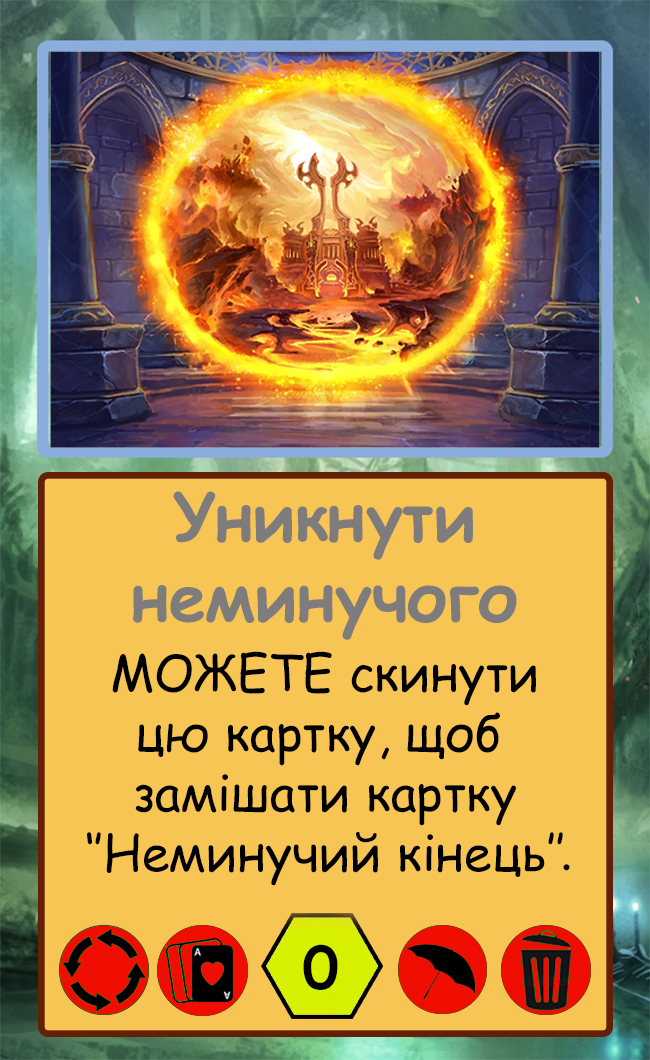 Уникнути
неминучого
МОЖЕТЕ скинути
цю картку, щоб
замішати картку
"Неминучий кінець".
A
A
0